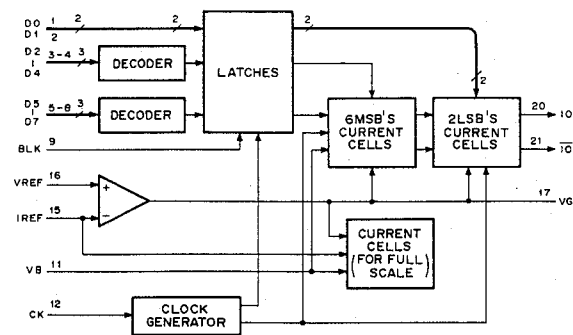 D0 1 2 2 2
D1 2
D2 3-4 3
D4
DECODER
LATCHES
2
D5 5-8 3
D7
DECODER
6MSB'S CURRENT CELLS
2LSB'S CURRENT CELLS
20 IO
21 IO
BLK 9
VREF 16
+
IREF 15
-
17 VG
CURRENT CELLS
(FOR FULL SCALE)
VB 11
CK 12
CLOCK GENERATOR